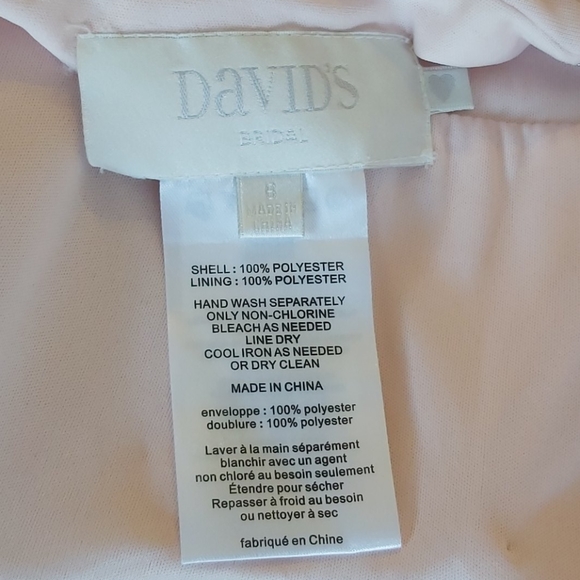 DaVID'S
BRIDAL
8
MADE IN
CHINA
SHELL : 100% POLYESTER
LINING : 100% POLYESTER
HAND WASH SEPARATELY
ONLY NON-CHLORINE
BLEACH AS NEEDED
LINE DRY
COOL IRON AS NEEDED
OR DRY CLEAN
MADE IN CHINA
enveloppe : 100% polyester
doublure : 100% polyester
Laver à la main séparément
blanchir avec un agent
non chloré au besoin seulement
Étendre pour sécher
Repasser à froid au besoin
ou nettoyer à sec
fabriqué en Chine